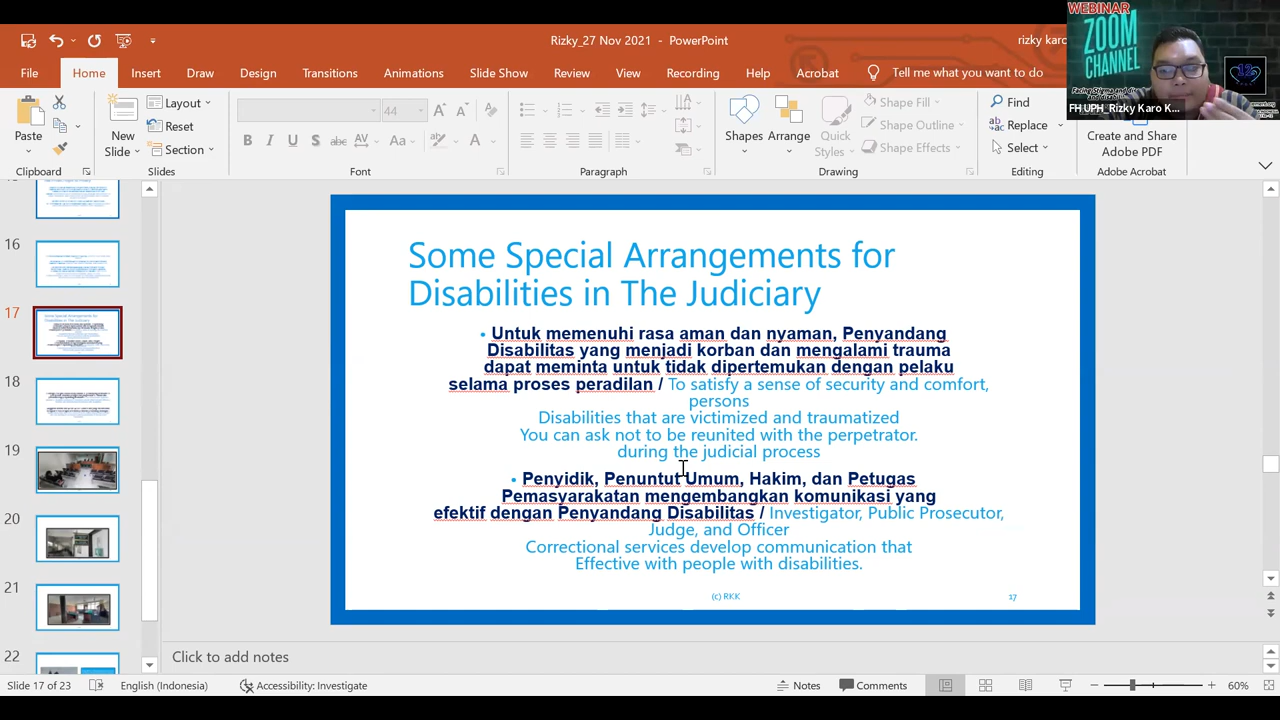 WEBINAR
ZOOM
CHANNEL
FHUPH_Rizky Karo K...
Rizky_27 Nov 2021 - PowerPoint
rizky karo
File Home Insert Draw Design Transitions Animations Slide Show Review View Recording Help Acrobat Tell me what you want to do
Paste
New
Slide
Layout
Reset
Section
44
B I U S abc AV Aa A
Shapes
Arrange
Quick
Styles
Shape Fill
Shape Outline
Shape Effects
Find
Replace
Select
Create and Share
Adobe PDF
Clipboard Slides Font Paragraph Drawing Editing Adobe Acrobat
16
17
18
19
20
21
22
Some Special Arrangements for
Disabilities in The Judiciary
• Untuk memenuhi rasa aman dan nyaman, Penyandang
Disabilitas yang menjadi korban dan mengalami trauma
dapat meminta untuk tidak dipertemukan dengan pelaku
selama proses peradilan / To satisfy a sense of security and comfort,
persons
Disabilities that are victimized and traumatized
You can ask not to be reunited with the perpetrator.
during the judicial process
• Penyidik, Penuntut Umum, Hakim, dan Petugas
Pemasyarakatan mengembangkan komunikasi yang
efektif dengan Penyandang Disabilitas / Investigator, Public Prosecutor,
Judge, and Officer
Correctional services develop communication that
Effective with people with disabilities.
(c) RKK
17
Click to add notes
Slide 17 of 23
English (Indonesia)
Accessibility: Investigate
Notes
Comments
60%